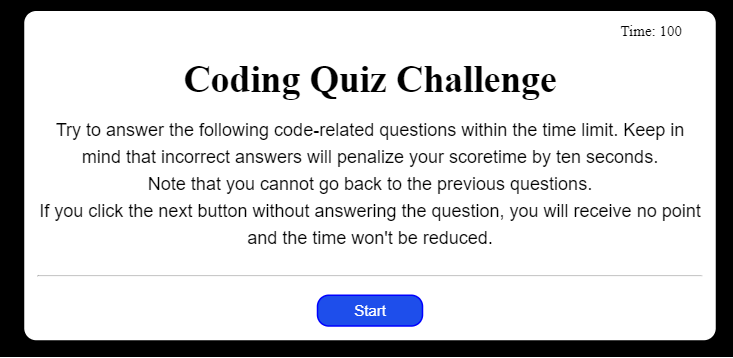 Time: 100
Coding Quiz Challenge
Try to answer the following code-related questions within the time limit. Keep in
mind that incorrect answers will penalize your scoretime by ten seconds.
Note that you cannot go back to the previous questions.
If you click the next button without answering the question, you will receive no point
and the time won't be reduced.
Start